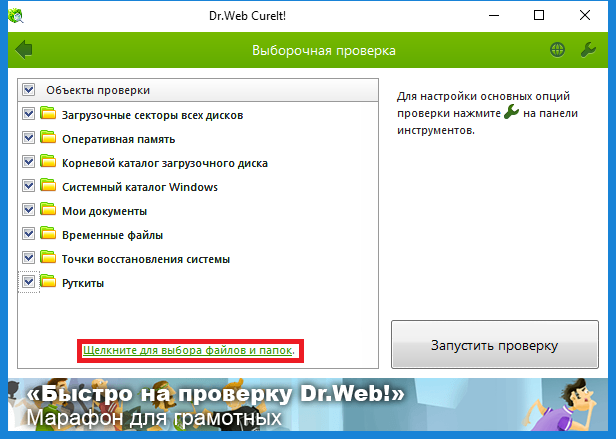 Dr.Web CureIt!
Выборочная проверка
Объекты проверки
Загрузочные секторы всех дисков
Оперативная память
Корневой каталог загрузочного диска
Системный каталог Windows
Мои документы
Временные файлы
Точки восстановления системы
Руткиты
Щелкните для выбора файлов и папок.
Для настройки основных опций
проверки нажмите на панели
инструментов.
Запустить проверку
«Быстро на проверку Dr.Web!»
Марафон для грамотных